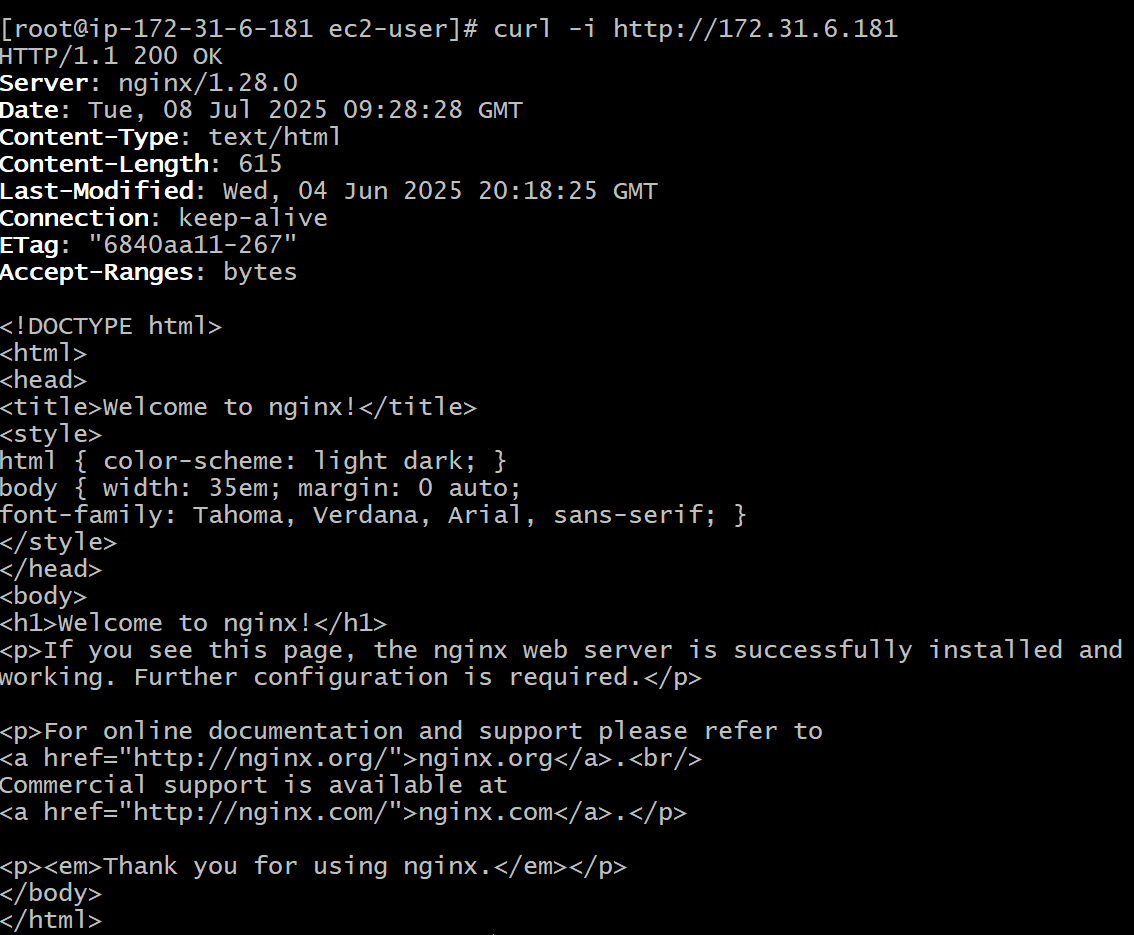 [root@ip-172-31-6-181 ec2-user]# curl -i http://172.31.6.181
HTTP/1.1 200 OK
Server: nginx/1.28.0
Date: Tue, 08 Jul 2025 09:28:28 GMT
Content-Type: text/html
Content-Length: 615
Last-Modified: Wed, 04 Jun 2025 20:18:25 GMT
Connection: keep-alive
ETag: "6840aa11-267"
Accept-Ranges: bytes

<!DOCTYPE html>
<html>
<head>
<title>Welcome to nginx!</title>
<style>
html { color-scheme: light dark; }
body { width: 35em; margin: 0 auto;
font-family: Tahoma, Verdana, Arial, sans-serif; }
</style>
</head>
<body>
<h1>Welcome to nginx!</h1>
<p>If you see this page, the nginx web server is successfully installed and
working. Further configuration is required.</p>

<p>For online documentation and support please refer to
<a href="http://nginx.org/">nginx.org</a>.<br/>
Commercial support is available at
<a href="http://nginx.com/">nginx.com</a>.</p>

<p><em>Thank you for using nginx.</em></p>
</body>
</html>